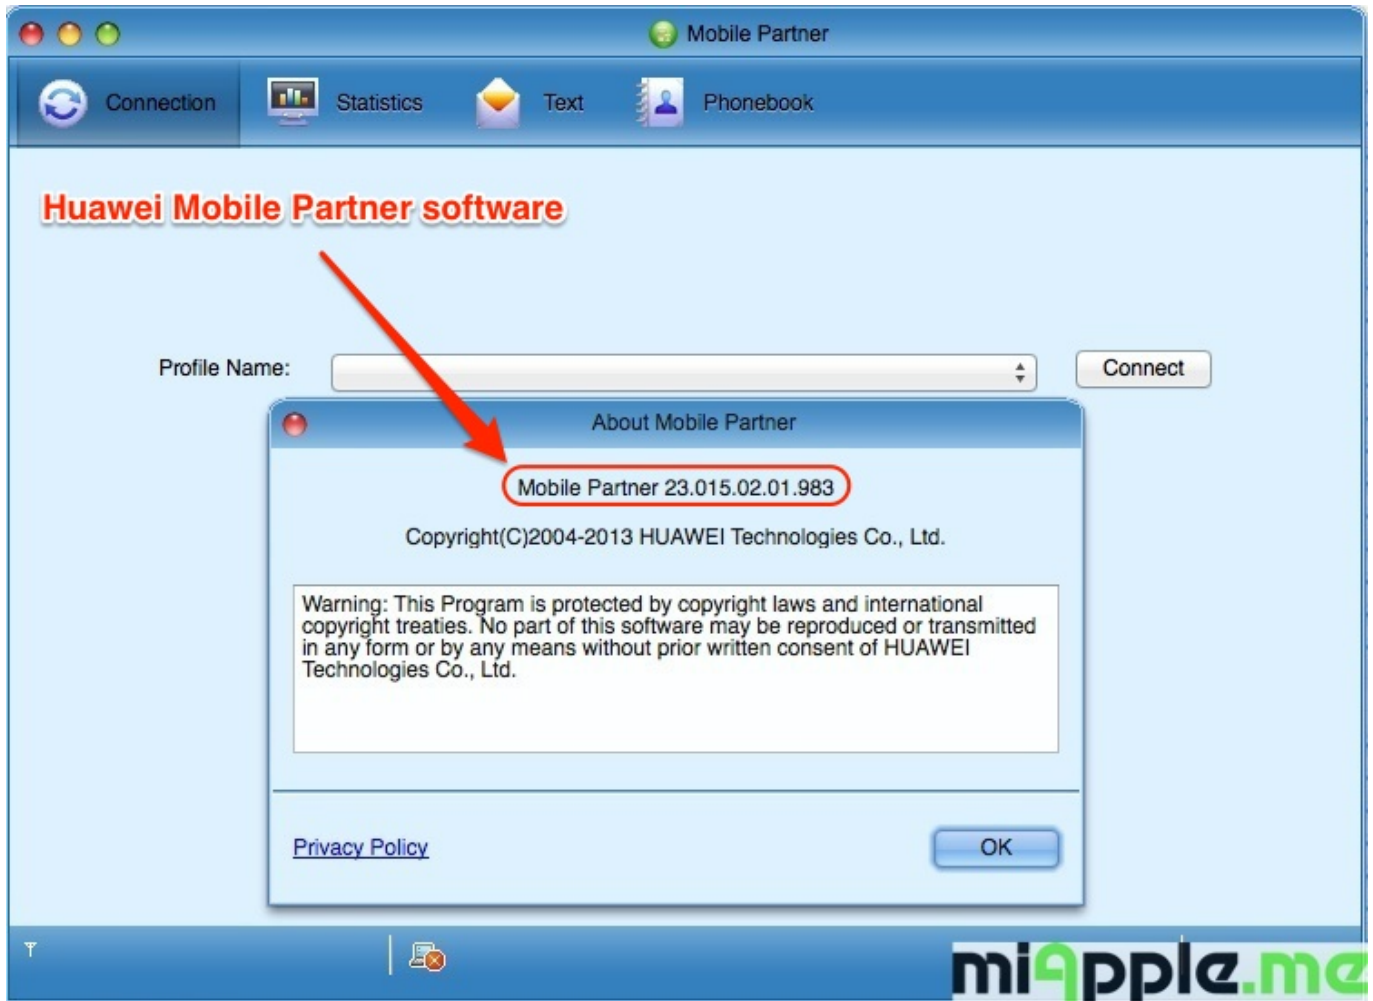 Mobile Partner
Connection Statistics Text Phonebook
Huawei Mobile Partner software
Profile Name: Connect
About Mobile Partner
Mobile Partner 23.015.02.01.983
Copyright(C)2004-2013 HUAWEI Technologies Co., Ltd.
Warning: This Program is protected by copyright laws and international
copyright treaties. No part of this software may be reproduced or transmitted
in any form or by any means without prior written consent of HUAWEI
Technologies Co., Ltd.
Privacy Policy OK
miapple.me